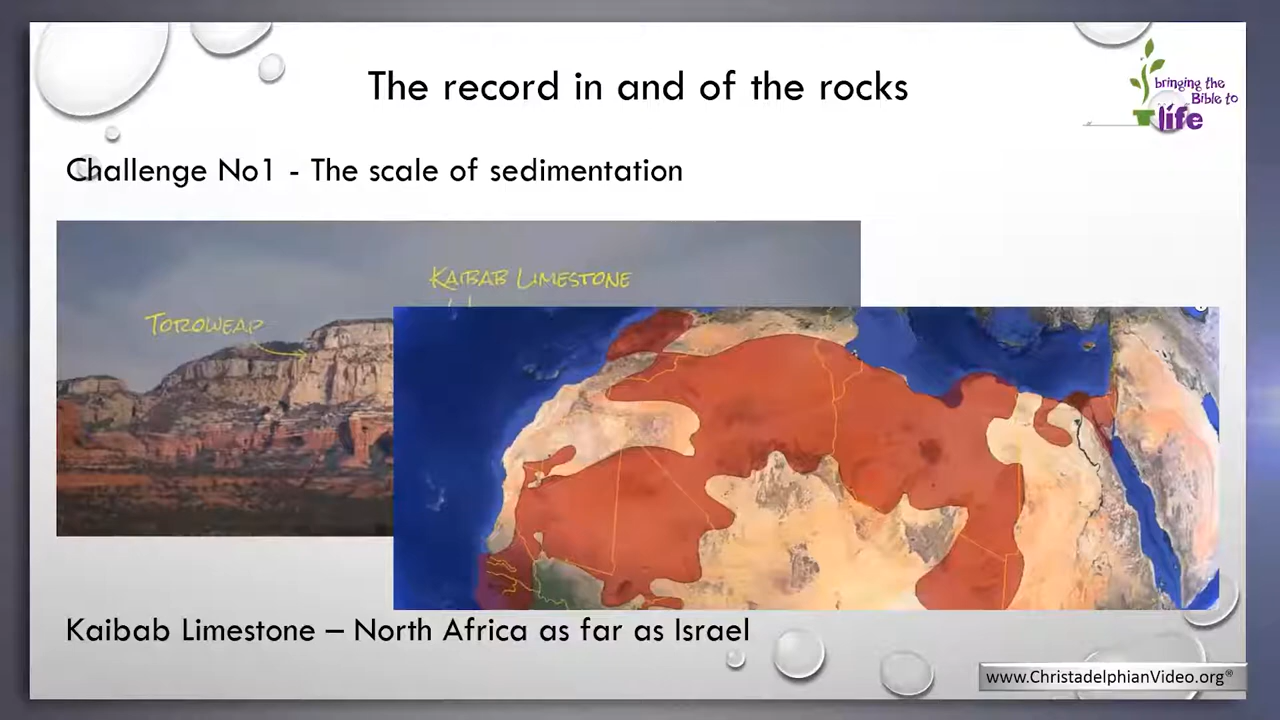 The record in and of the rocks
bringing the
Bible to
life
Challenge No1 - The scale of sedimentation
KAIBAB LIMESTONE
TOROWEAP
Kaibab Limestone – North Africa as far as Israel
www.ChristadelphianVideo.org®